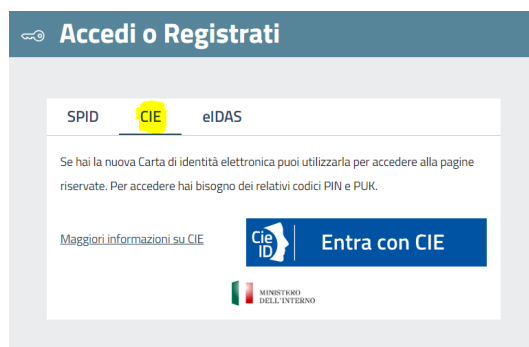 Accedi o Registrati
SPID CIE eIDAS
Se hai la nuova Carta di identità elettronica puoi utilizzarla per accedere alla pagine
riservate. Per accedere hai bisogno dei relativi codici PIN e PUK.
Maggiori informazioni su CIE
Cie
ID
Entra con CIE
MINISTERO
DELL'INTERNO